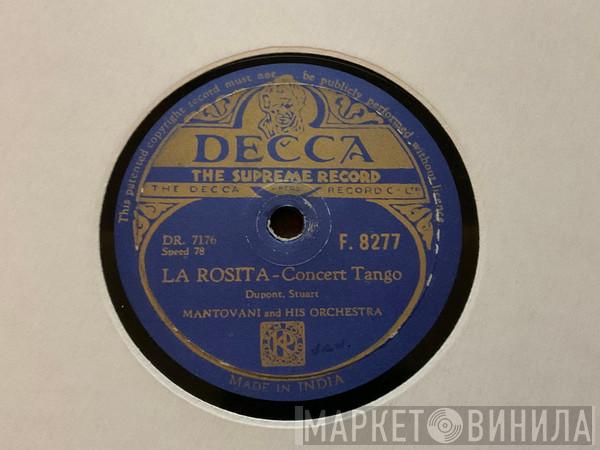 This patented copyright record must not be publicly performed without licence
DECCA
THE SUPREME RECORD
THE DECCA RECORD Co LTD
DR. 7176
Speed 78
F. 8277
LA ROSITA - Concert Tango
Dupont, Stuart
MANTOVANI and HIS ORCHESTRA
MADE IN INDIA
МАРКЕТ ВИНИЛА